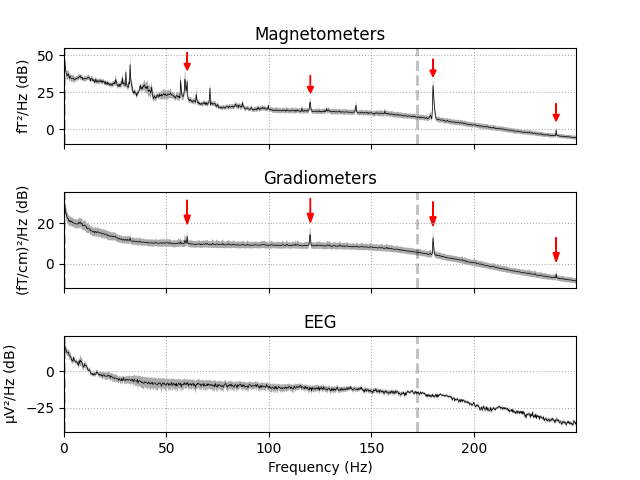 Magnetometers
fT²/Hz (dB)
50
25
0
Gradiometers
(fT/cm)²/Hz (dB)
20
0
EEG
µV²/Hz (dB)
0
−25
0 50 100 150 200
Frequency (Hz)